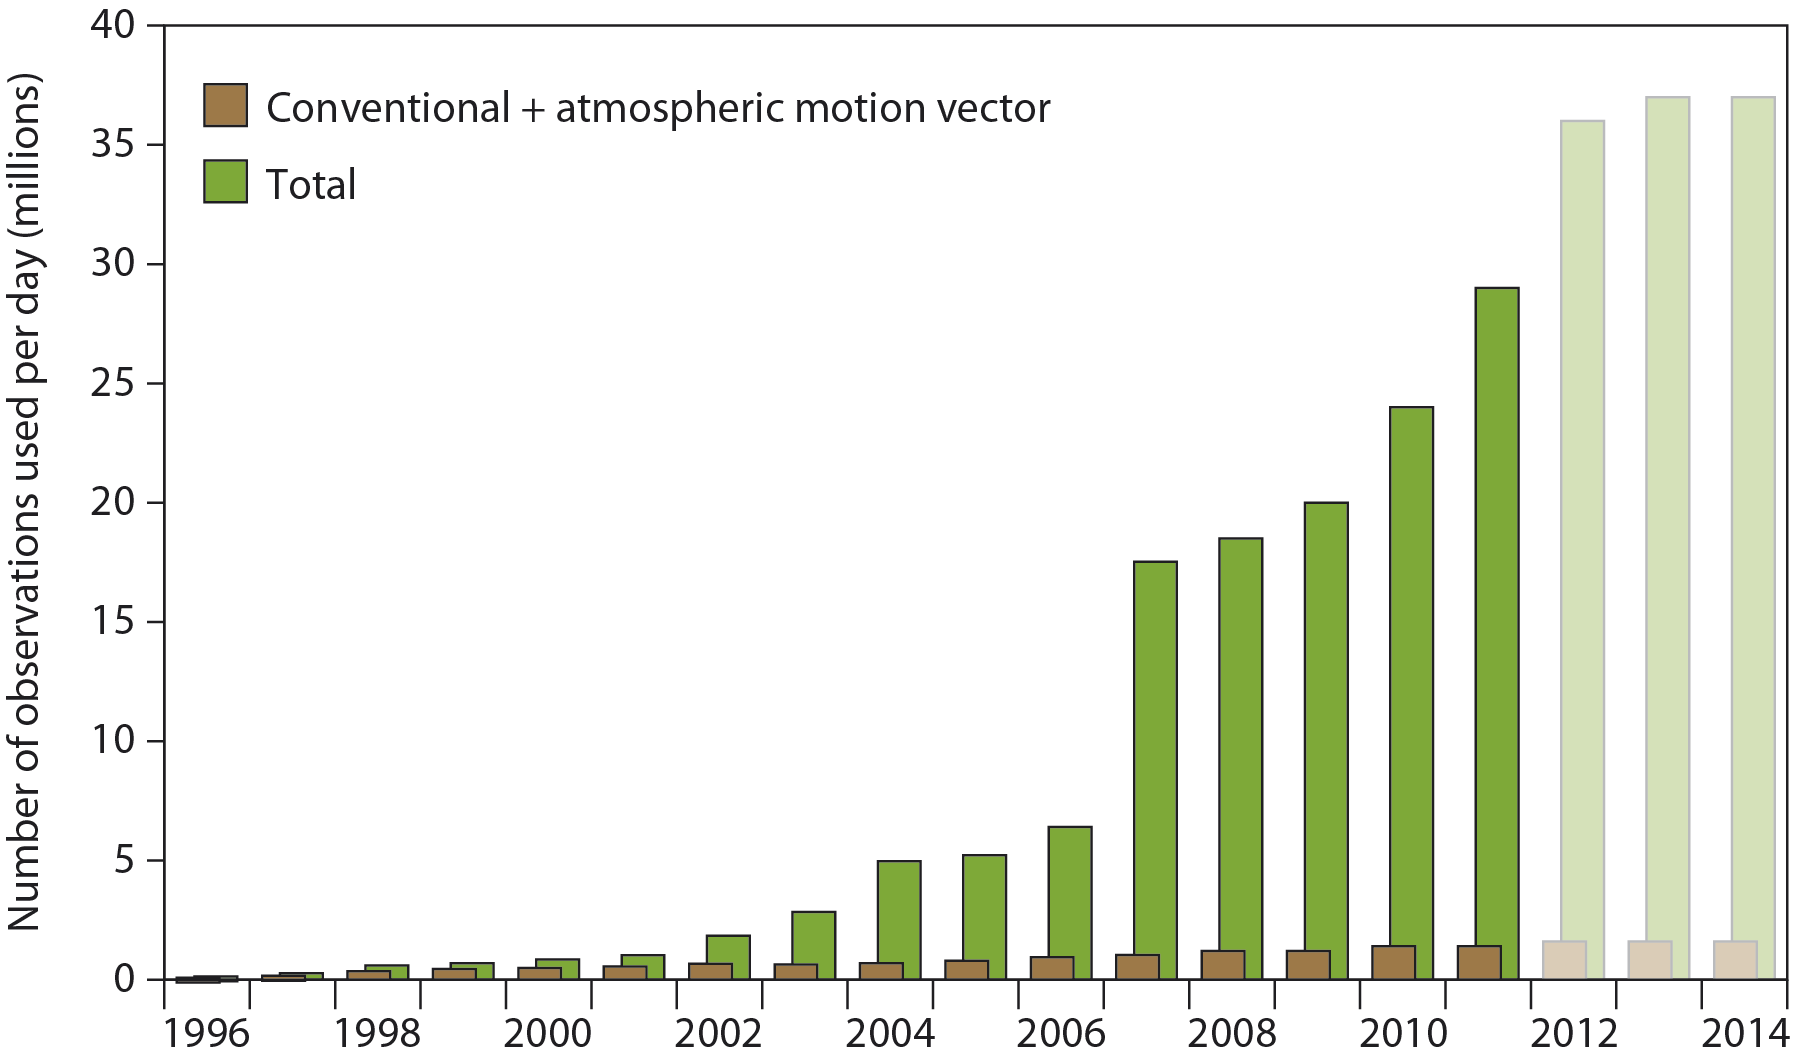 Number of observations used per day (millions)
40
35
30
25
20
15
10
5
0
Conventional + atmospheric motion vector
Total
1996 1998 2000 2002 2004 2006 2008 2010 2012 2014